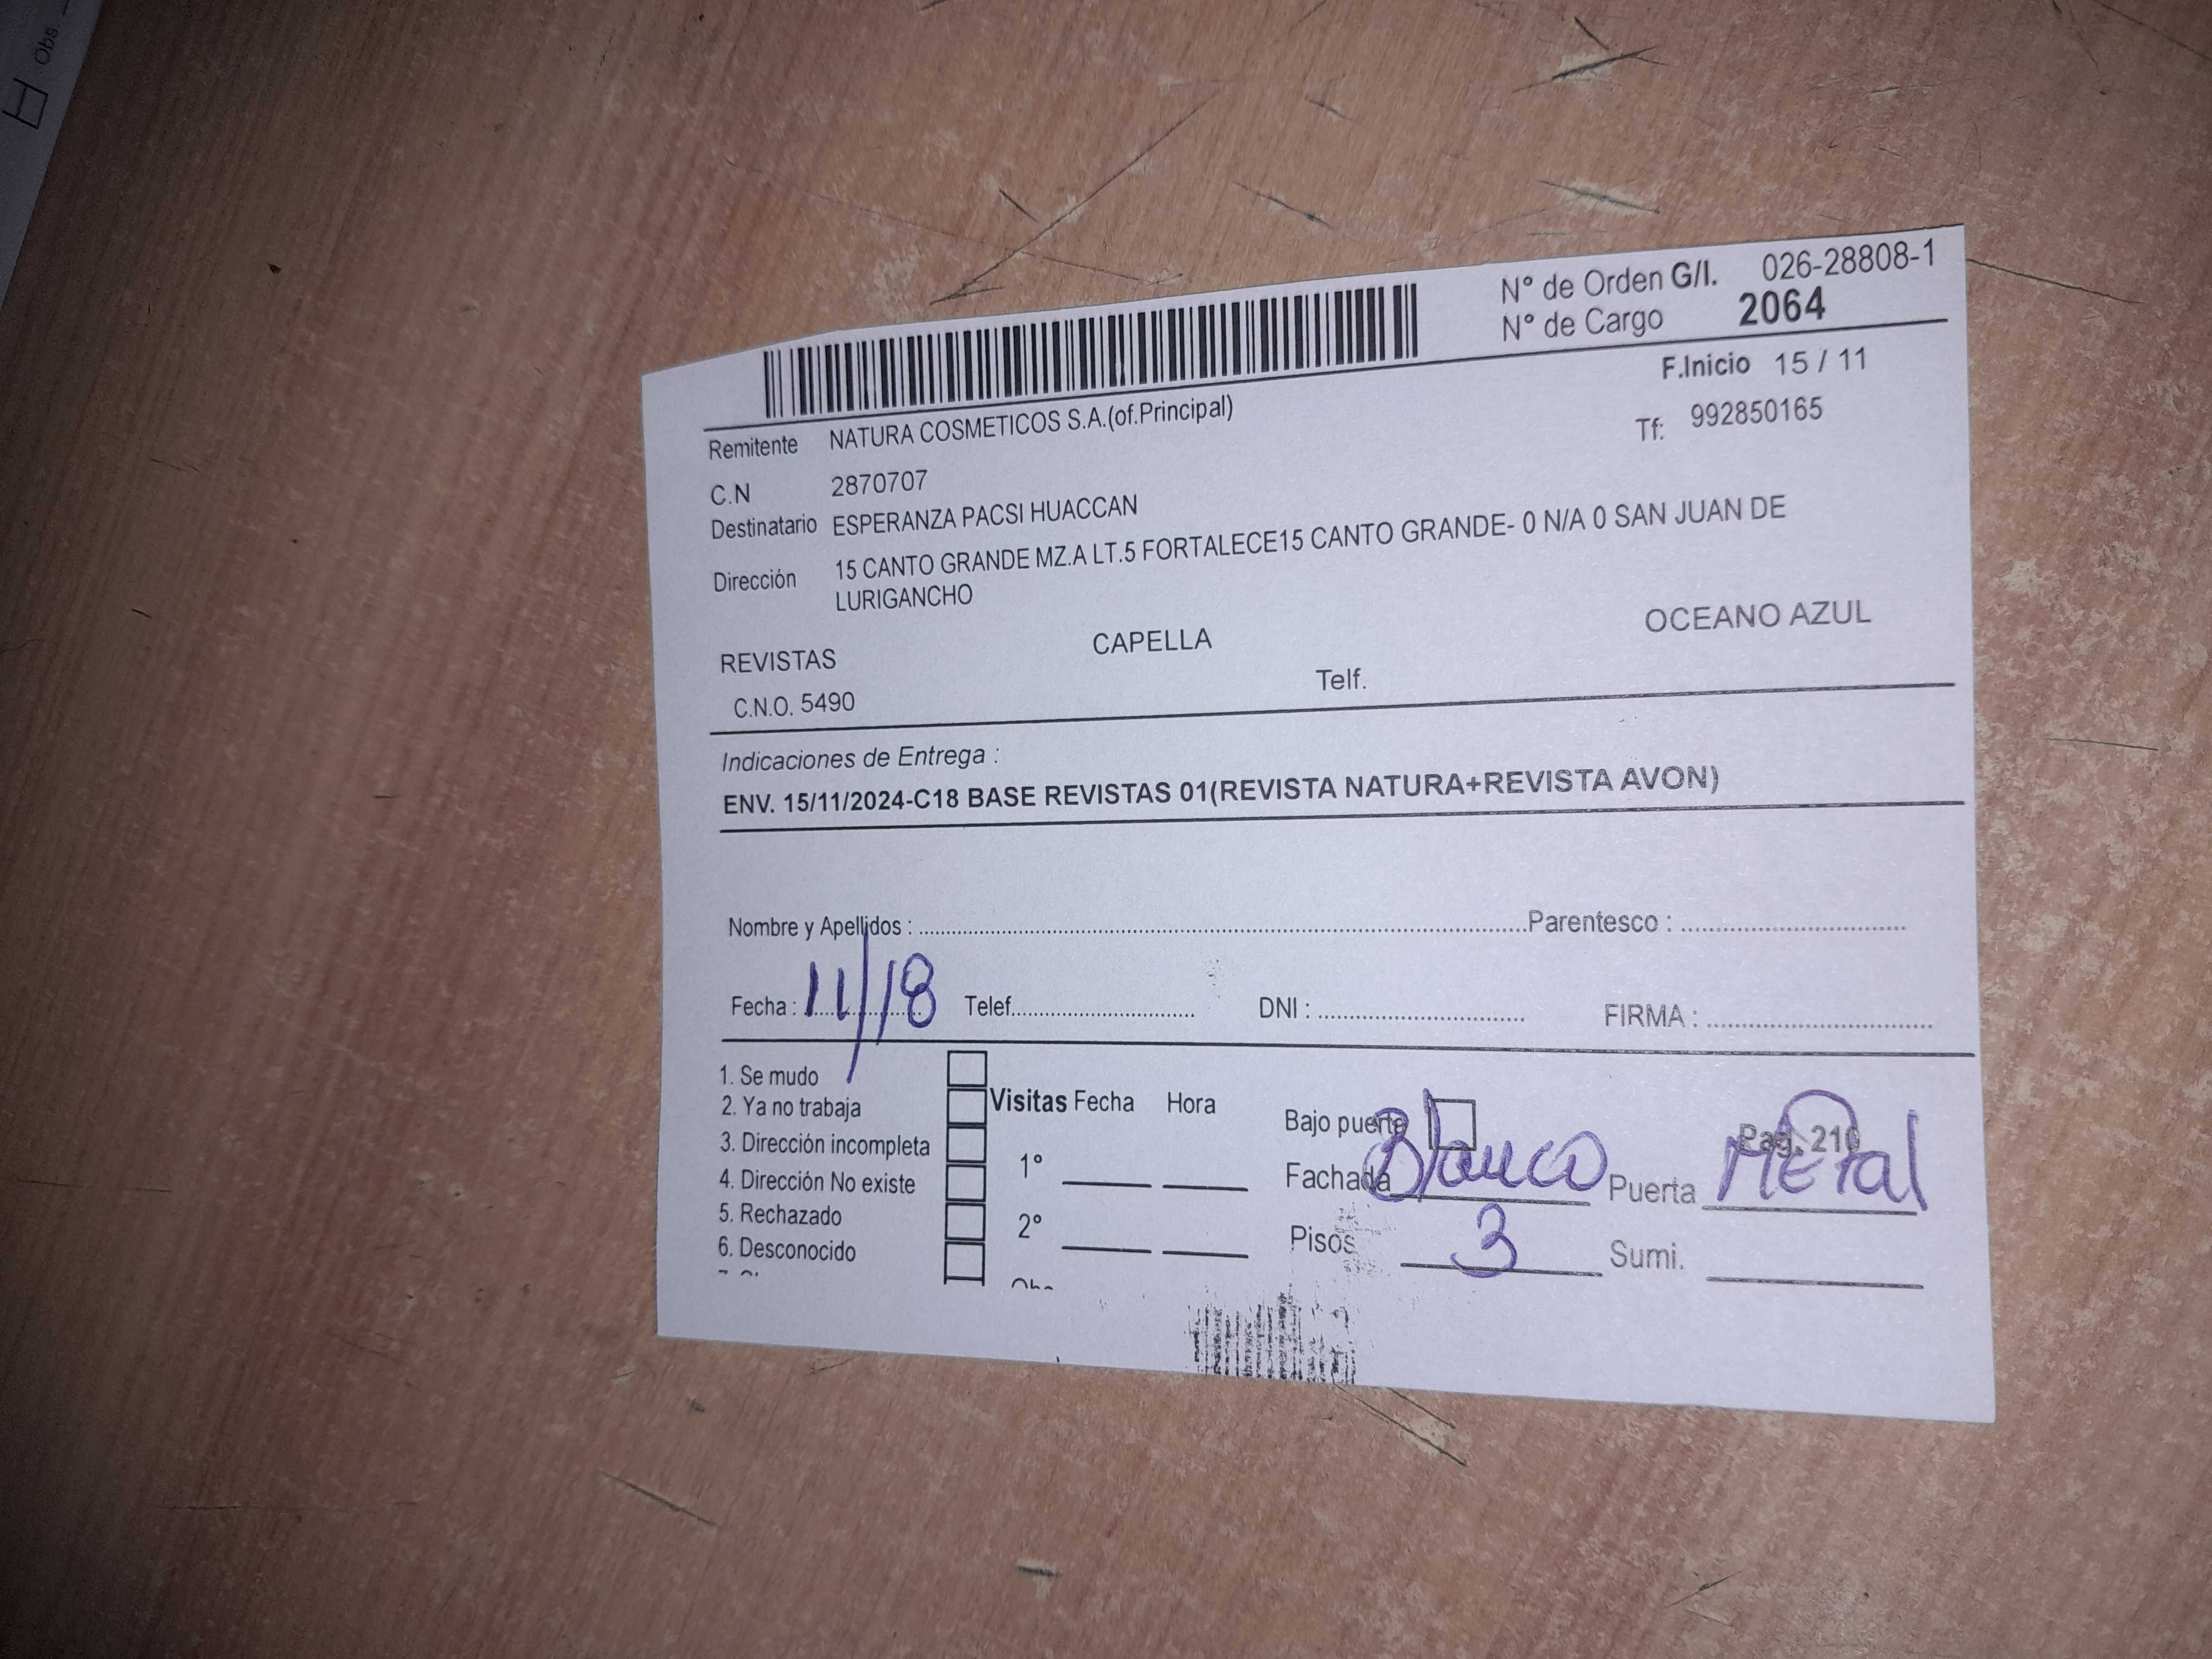 Obs.
N° de Orden G/I. 026-28808-1
N° de Cargo 2064
F.Inicio 15 / 11
Remitente NATURA COSMETICOS S.A.(of.Principal) Tf: 992850165
C.N 2870707
Destinatario ESPERANZA PACSI HUACCAN
Dirección 15 CANTO GRANDE MZ.A LT.5 FORTALECE15 CANTO GRANDE- 0 N/A 0 SAN JUAN DE
LURIGANCHO
REVISTAS CAPELLA OCEANO AZUL
C.N.O. 5490 Telf.
Indicaciones de Entrega :
ENV. 15/11/2024-C18 BASE REVISTAS 01(REVISTA NATURA+REVISTA AVON)
Nombre y Apellidos : Parentesco :
Fecha : 11/18 Telef. DNI : FIRMA :
1. Se mudo
2. Ya no trabaja Visitas Fecha Hora Bajo puerta Pag. 210
3. Dirección incompleta
4. Dirección No existe 1° Fachada Blanco Puerta Metal
5. Rechazado
6. Desconocido 2° Pisos 3 Sumi.